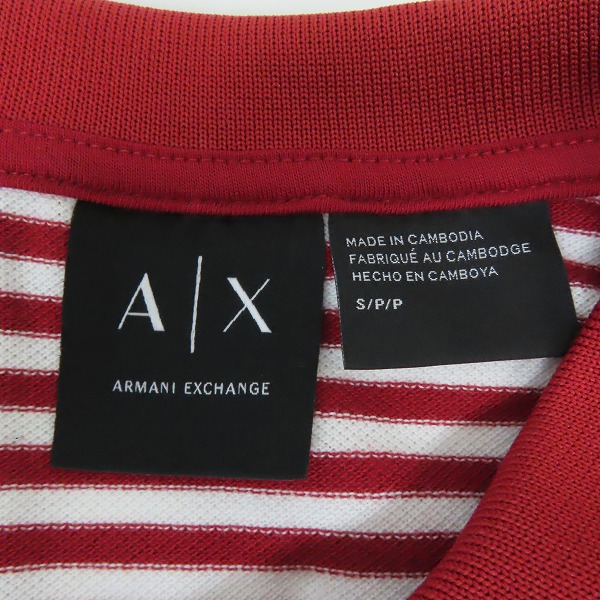 A|X
ARMANI EXCHANGE
MADE IN CAMBODIA
FABRIQUÉ AU CAMBODGE
HECHO EN CAMBOYA
S/P/P